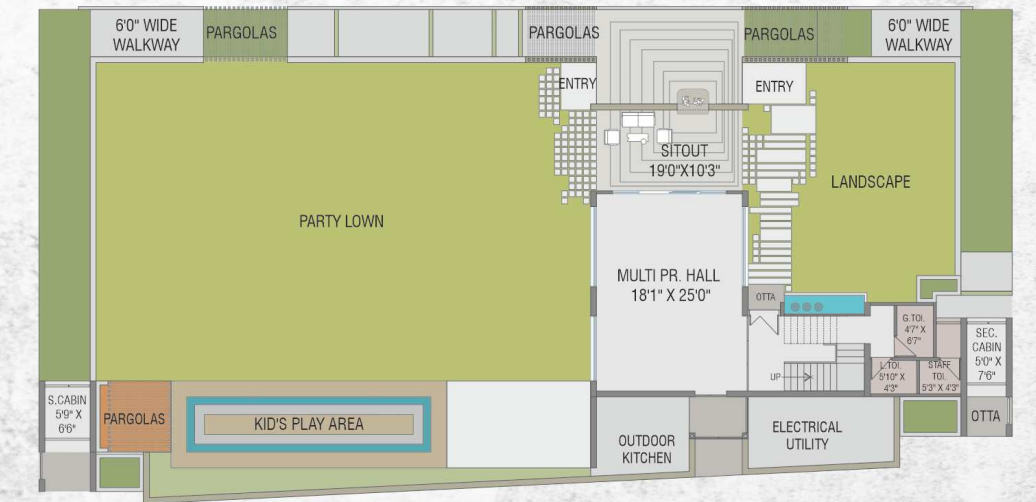 6'0" WIDE
WALKWAY
PARGOLAS
PARGOLAS
PARGOLAS
6'0" WIDE
WALKWAY
ENTRY
ENTRY
SITOUT
19'0"X10'3"
LANDSCAPE
PARTY LOWN
MULTI PR. HALL
18'1" X 25'0"
OTTA
G.TOI.
4'7" X
6'7"
SEC.
CABIN
5'0" X
7'6"
UP
L.TOI.
5'10" X
4'3"
STAFF
TOI.
5'3" X 4'3"
S.CABIN
5'9" X
6'6"
PARGOLAS
KID'S PLAY AREA
OUTDOOR
KITCHEN
ELECTRICAL
UTILITY
OTTA